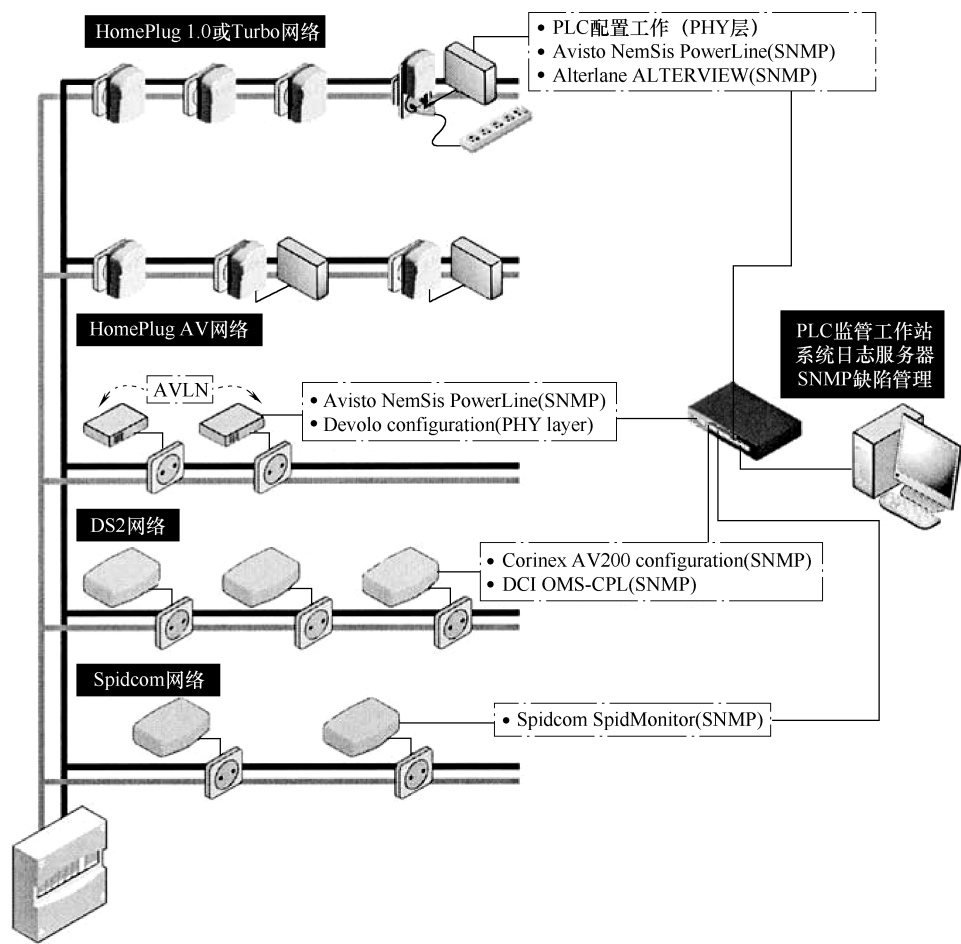 HomePlug 1.0或Turbo网络
• PLC配置工作（PHY层）
• Avisto NemSis PowerLine(SNMP)
• Alterlane ALTERVIEW(SNMP)
HomePlug AV网络
PLC监管工作站
系统日志服务器
SNMP缺陷管理
AVLN
• Avisto NemSis PowerLine(SNMP)
• Devolo configuration(PHY layer)
DS2网络
• Corinex AV200 configuration(SNMP)
• DCI OMS-CPL(SNMP)
Spidcom网络
• Spidcom SpidMonitor(SNMP)